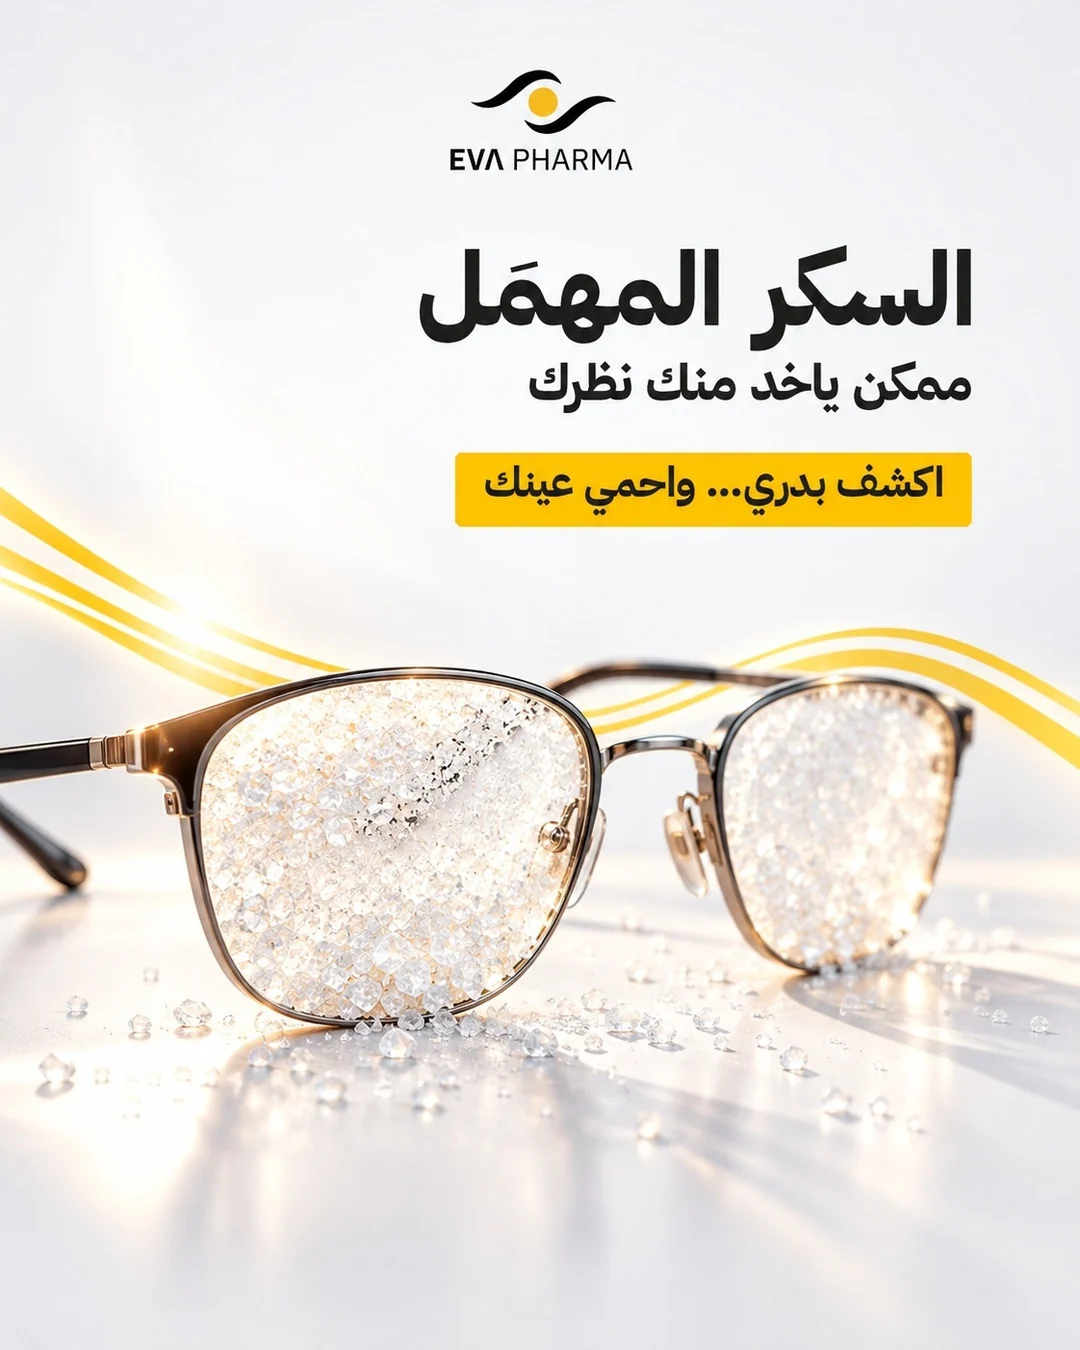 EVA PHARMA
السكر المهمَل
ممكن ياخد منك نظرك
اكشف بدري... واحمي عينك